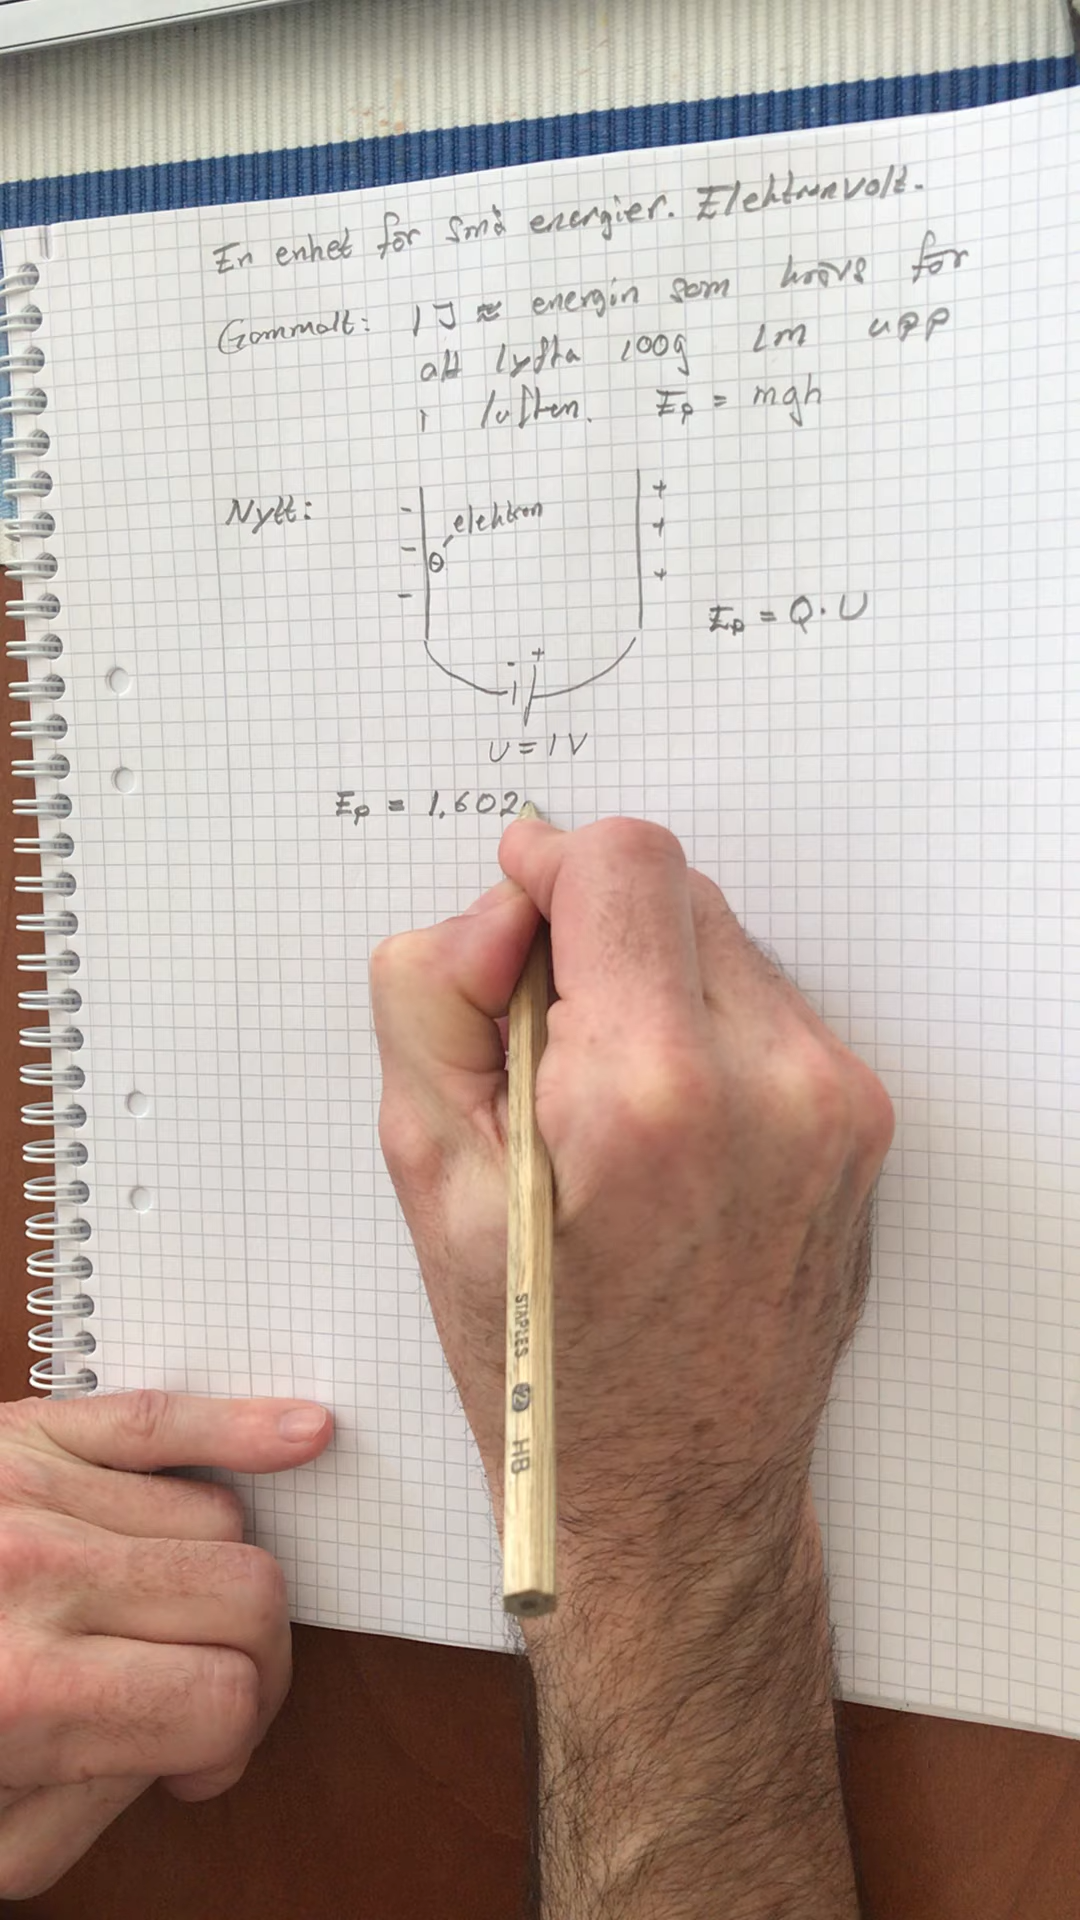 En enhet för små energier. Elektronvolt.
Gammalt: 1 J ≈ energin som krävs för
att lyfta 100g 1m upp
i luften. Ep = mgh
Nytt:
- elektron +
- ⊖ +
- +
Ep = Q·U
- +
U = 1V
Ep = 1,602
STAPLES 2 HB